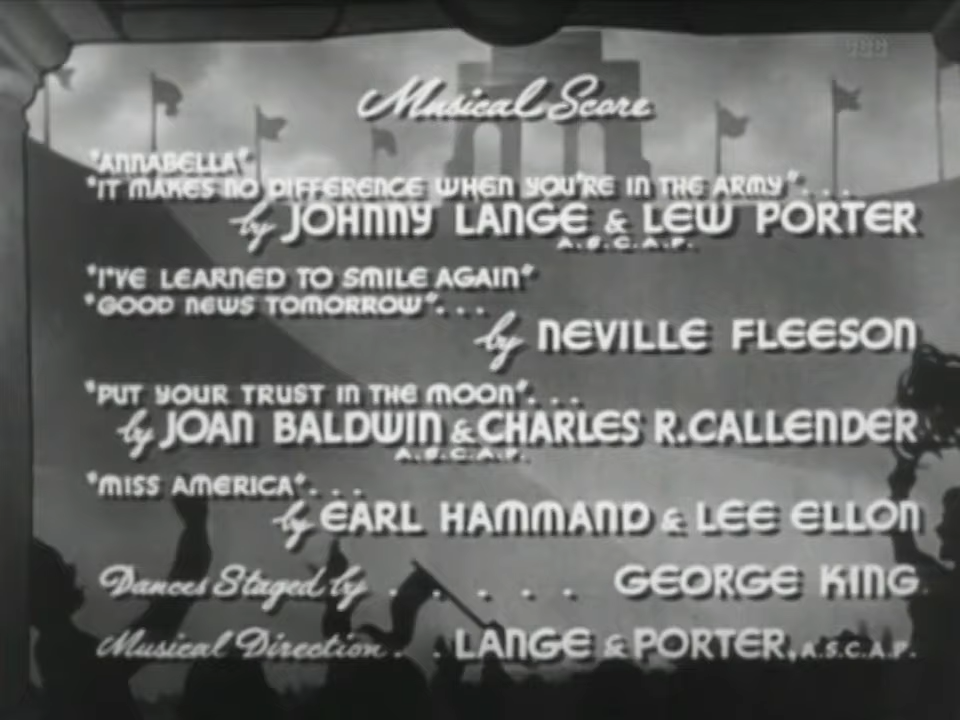 Musical Score
"ANNABELLA"
"IT MAKES NO DIFFERENCE WHEN YOU'RE IN THE ARMY"...
by JOHNNY LANGE & LEW PORTER
A.S.C.A.P.
"I'VE LEARNED TO SMILE AGAIN"
"GOOD NEWS TOMORROW"...
by NEVILLE FLEESON
"PUT YOUR TRUST IN THE MOON"...
by JOAN BALDWIN & CHARLES R. CALLENDER
A.S.C.A.P.
"MISS AMERICA"...
by EARL HAMMAND & LEE ELLON
Dances Staged by . . . . . GEORGE KING
Musical Direction . . LANGE & PORTER, A.S.C.A.P.